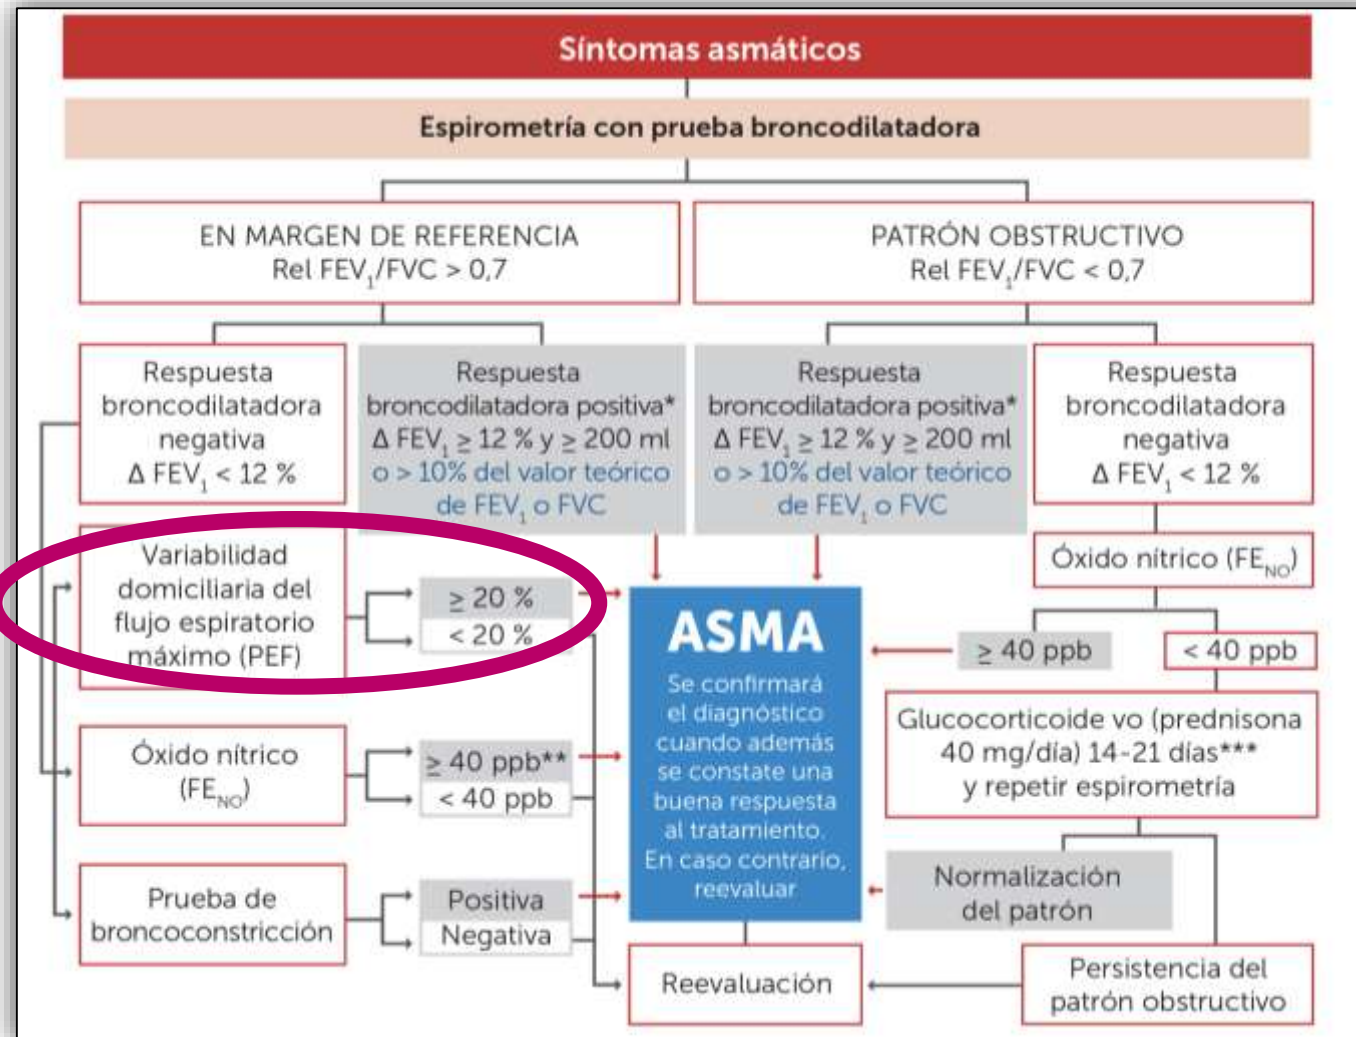 Síntomas asmáticos
Espirometría con prueba broncodilatadora
EN MARGEN DE REFERENCIA
Rel FEV₁/FVC > 0,7
PATRÓN OBSTRUCTIVO
Rel FEV₁/FVC < 0,7
Respuesta
broncodilatadora
negativa
Δ FEV₁ < 12 %
Respuesta
broncodilatadora positiva*
Δ FEV₁ ≥ 12 % y ≥ 200 ml
o > 10% del valor teórico
de FEV₁ o FVC
Respuesta
broncodilatadora positiva*
Δ FEV₁ ≥ 12 % y ≥ 200 ml
o > 10% del valor teórico
de FEV₁ o FVC
Respuesta
broncodilatadora
negativa
Δ FEV₁ < 12 %
Variabilidad
domiciliaria del
flujo espiratorio
máximo (PEF)
≥ 20 %
< 20 %
Óxido nítrico
(FE_NO)
≥ 40 ppb**
< 40 ppb
Prueba de
broncoconstricción
Positiva
Negativa
ASMA
Se confirmará
el diagnóstico
cuando además
se constate una
buena respuesta
al tratamiento.
En caso contrario,
reevaluar
Reevaluación
Óxido nítrico (FE_NO)
≥ 40 ppb
< 40 ppb
Glucocorticoide vo (prednisona
40 mg/día) 14-21 días***
y repetir espirometría
Normalización
del patrón
Persistencia del
patrón obstructivo